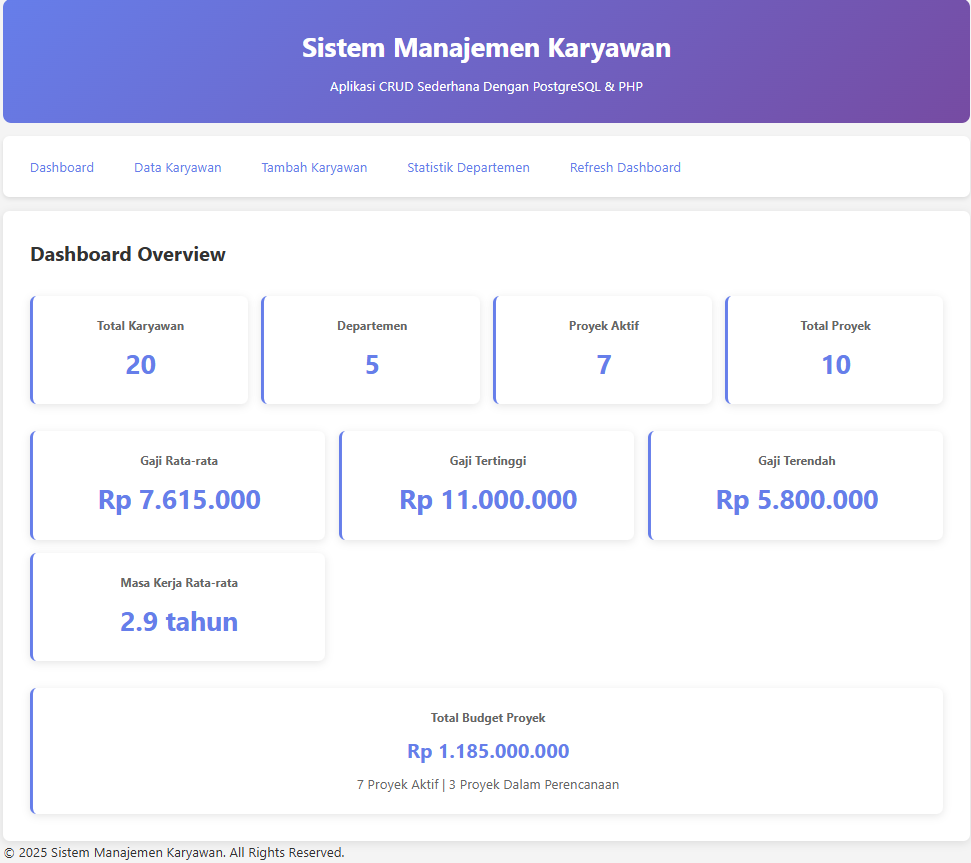 Sistem Manajemen Karyawan
Aplikasi CRUD Sederhana Dengan PostgreSQL & PHP
Dashboard Data Karyawan Tambah Karyawan Statistik Departemen Refresh Dashboard
Dashboard Overview
Total Karyawan
20
Departemen
5
Proyek Aktif
7
Total Proyek
10
Gaji Rata-rata
Rp 7.615.000
Gaji Tertinggi
Rp 11.000.000
Gaji Terendah
Rp 5.800.000
Masa Kerja Rata-rata
2.9 tahun
Total Budget Proyek
Rp 1.185.000.000
7 Proyek Aktif | 3 Proyek Dalam Perencanaan
© 2025 Sistem Manajemen Karyawan. All Rights Reserved.